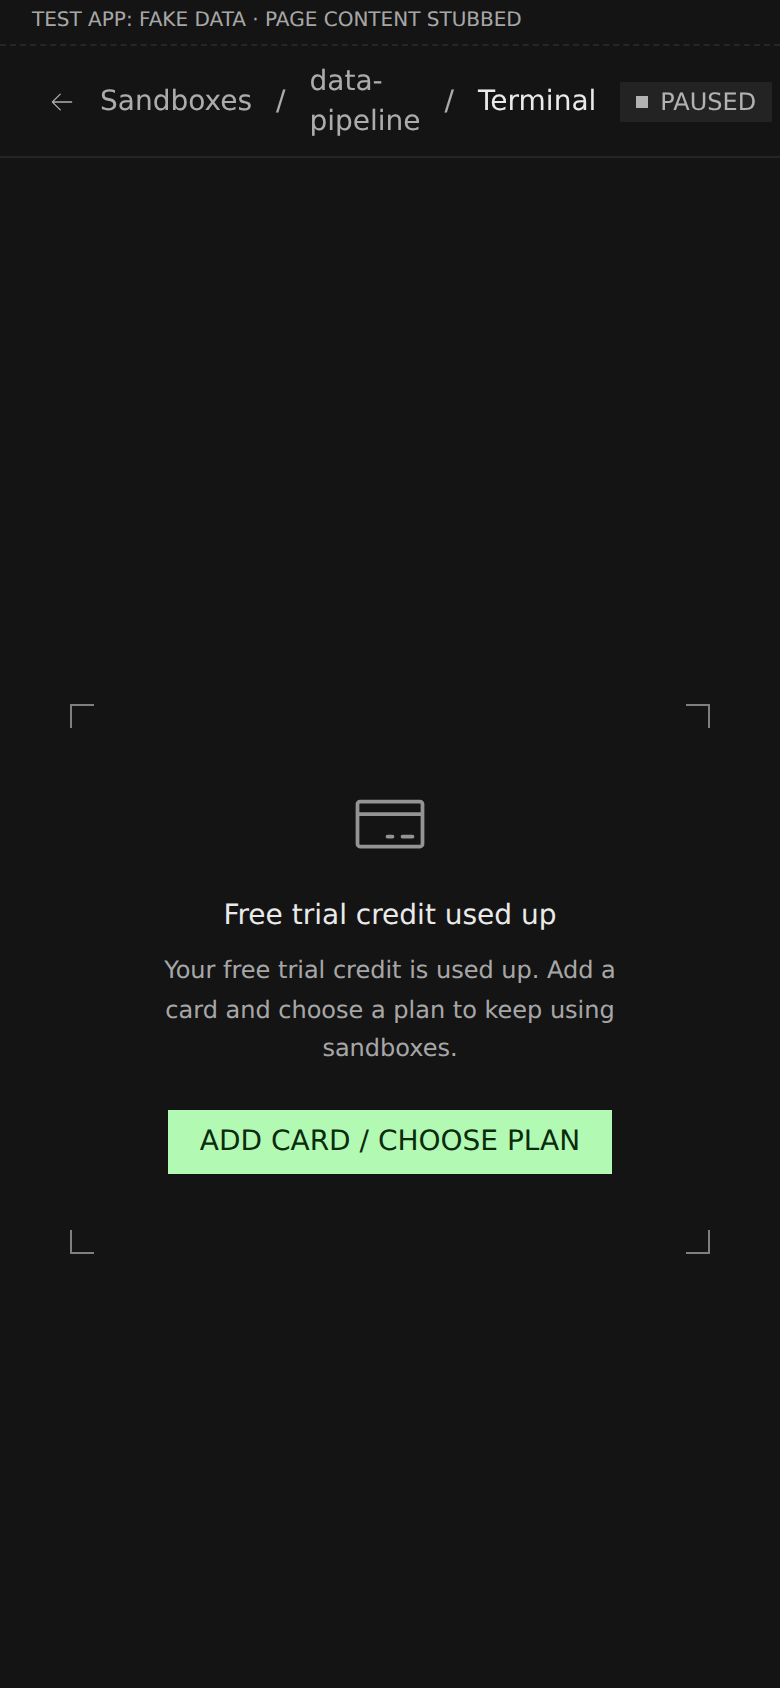 TEST APP: FAKE DATA · PAGE CONTENT STUBBED
← Sandboxes / data-pipeline / Terminal PAUSED
Free trial credit used up
Your free trial credit is used up. Add a
card and choose a plan to keep using
sandboxes.
ADD CARD / CHOOSE PLAN